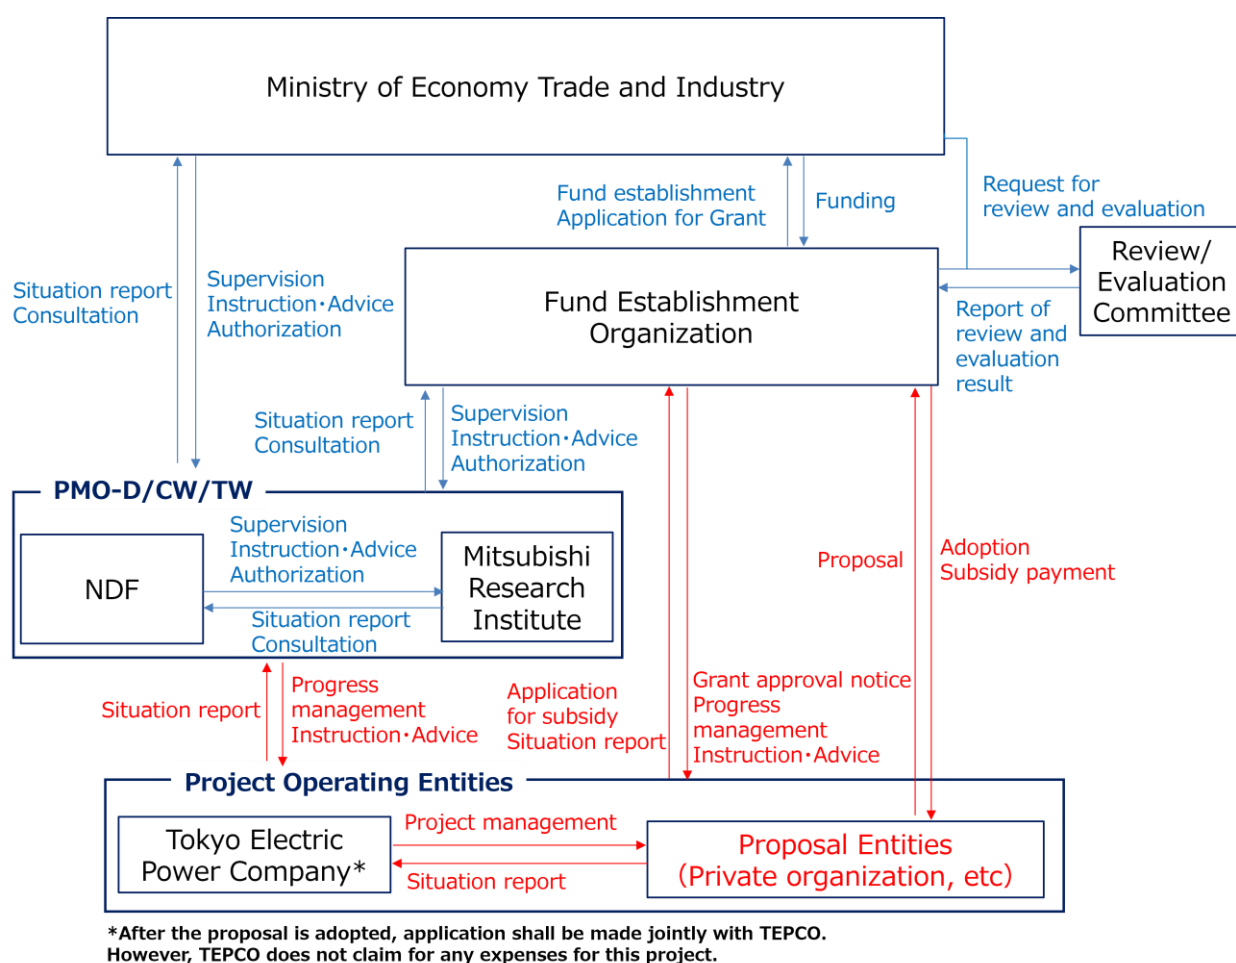 Ministry of Economy Trade and Industry
Fund establishment
Application for Grant
Funding
Request for
review and evaluation
Situation report
Consultation
Supervision
Instruction･Advice
Authorization
Fund Establishment
Organization
Review/
Evaluation
Committee
Report of
review and
evaluation
result
Situation report
Consultation
Supervision
Instruction･Advice
Authorization
PMO-D/CW/TW
NDF
Supervision
Instruction･Advice
Authorization
Situation report
Consultation
Mitsubishi
Research
Institute
Proposal
Adoption
Subsidy payment
Situation report
Progress
management
Instruction･Advice
Application
for subsidy
Situation report
Grant approval notice
Progress
management
Instruction･Advice
Project Operating Entities
Tokyo Electric
Power Company*
Project management
Situation report
Proposal Entities
(Private organization, etc)
*After the proposal is adopted, application shall be made jointly with TEPCO.
However, TEPCO does not claim for any expenses for this project.